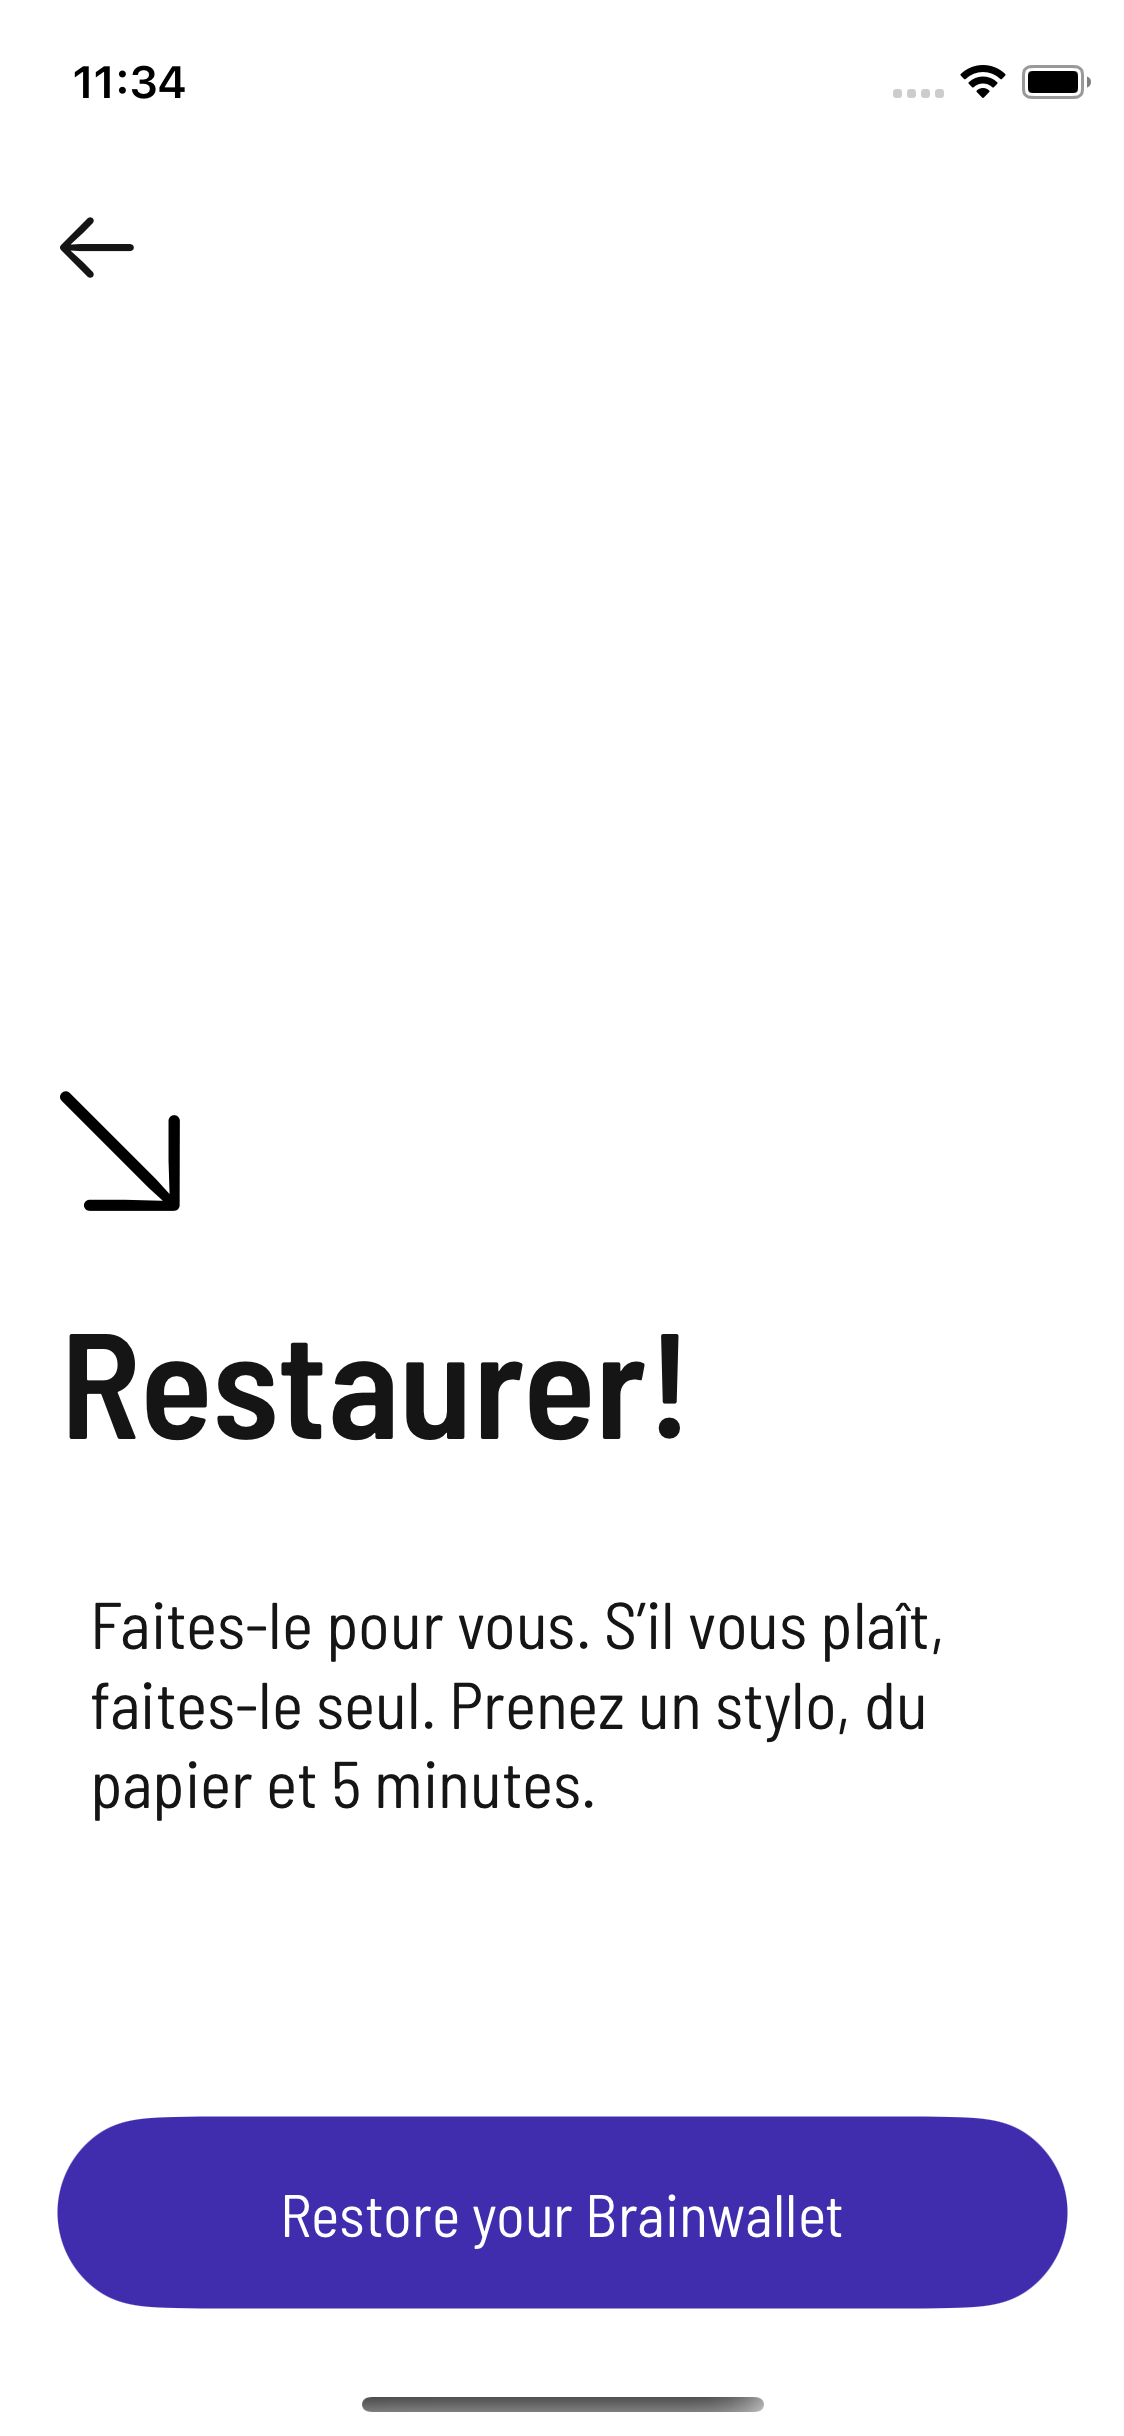 11:34
Restaurer!
Faites-le pour vous. S'il vous plaît,
faites-le seul. Prenez un stylo, du
papier et 5 minutes.
Restore your Brainwallet